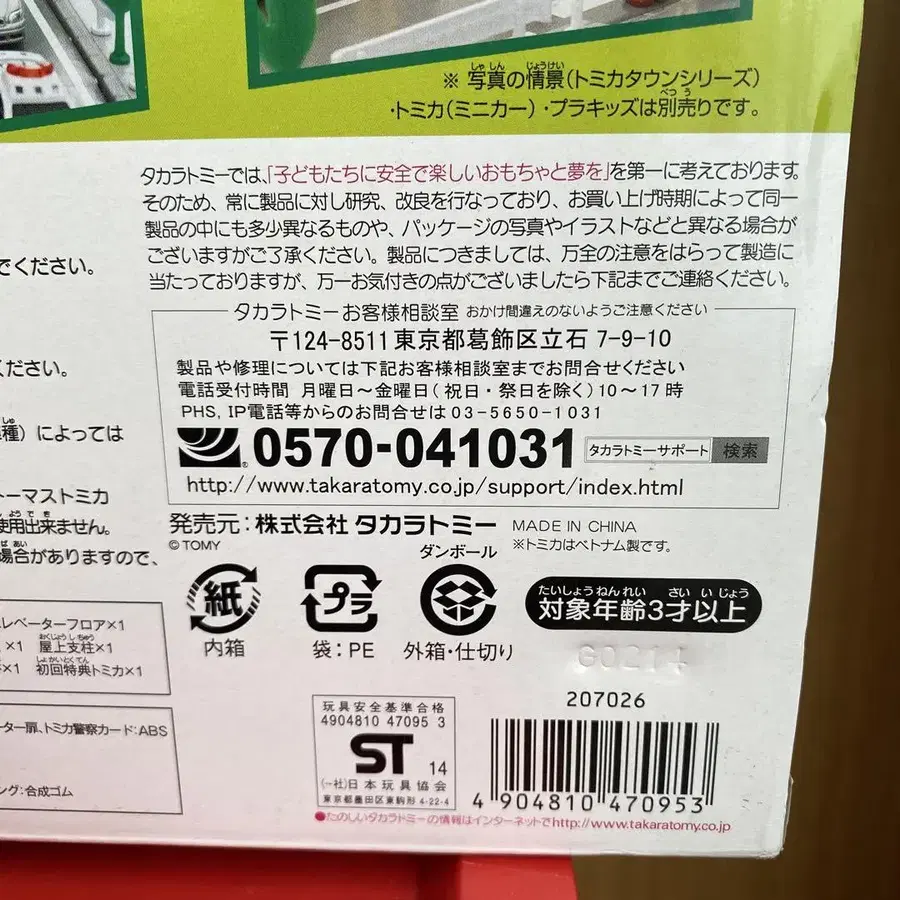 ※ 写真の情景(トミカタウンシリーズ)
・トミカ(ミニカー)・プラキッズは別売りです。
タカラトミーでは、「子どもたちに安全で楽しいおもちゃと夢を」を第一に考えております。
そのため、常に製品に対し研究、改良を行なっており、お買い上げ時期によって同一
製品の中にも多少異なるものや、パッケージの写真やイラストなどと異なる場合が
ございますがご了承ください。製品につきましては、万全の注意をはらって製造に
当たっておりますが、万一お気付きの点がございましたら下記までご連絡ください。
でください。
ください。
種)によっては
トーマストミカ
使用出来ません。
場合がありますので、
タカラトミーお客様相談室 おかけ間違えのないようご注意ください
〒124-8511 東京都葛飾区立石 7-9-10
製品や修理については下記お客様相談室までお問合せください
電話受付時間 月曜日〜金曜日(祝日・祭日を除く)10〜17時
PHS, IP電話等からのお問合せは 03-5650-1031
0570-041031 タカラトミーサポート 検索
http://www.takaratomy.co.jp/support/index.html
発売元:株式会社 タカラトミー MADE IN CHINA
©TOMY ※トミカはベトナム製です。
ダンボール
紙 プラ
内箱 袋:PE 外箱・仕切り
たいしょうねんれい さいいじょう
対象年齢3才以上
G0214
レベーターフロア×1
×1 屋上支柱×1
×1 初回特典トミカ×1
ーター扉、トミカ警察カード:ABS
ング:合成ゴム
207026
玩具安全基準合格
4904810 47095 3
ST 14
(一社)日本玩具協会
東京都墨田区東駒形 4-22-4
4 904810 470953
●たのしいタカラトミーの情報はインターネットでhttp://www.takaratomy.co.jp